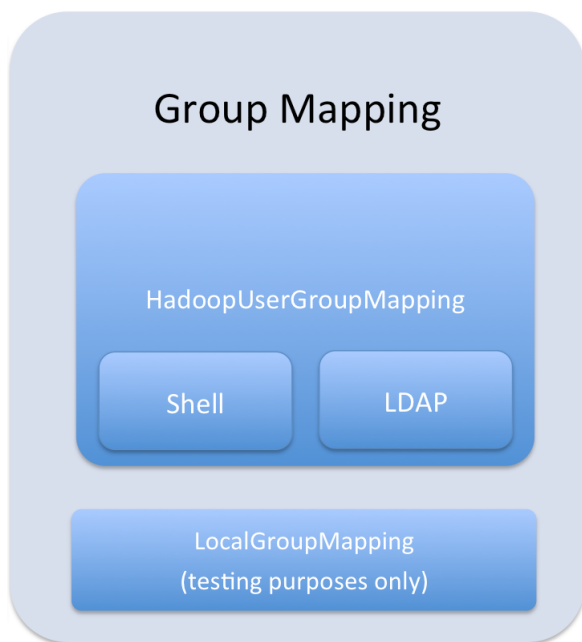 Group Mapping
HadoopUserGroupMapping
Shell
LDAP
LocalGroupMapping
(testing purposes only)